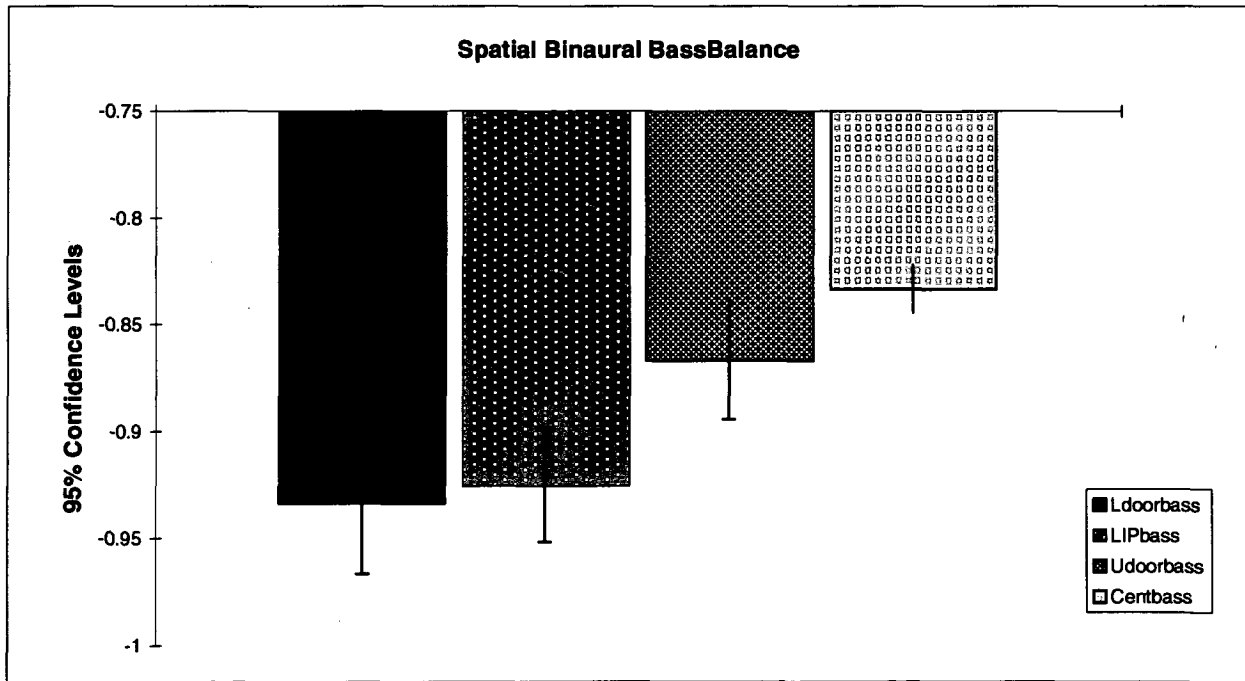 Spatial Binaural BassBalance
-0.75
-0.8
-0.85
-0.9
-0.95
-1
95% Confidence Levels
Ldoorbass
LIPbass
Udoorbass
Centbass